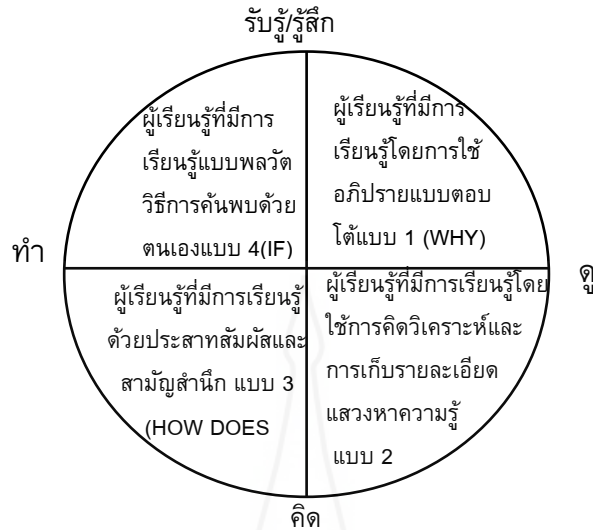 รับรู้/รู้สึก
ผู้เรียนรู้ที่มีการ
เรียนรู้แบบพลวัต
วิธีการค้นพบด้วย
ตนเองแบบ 4(IF)
ผู้เรียนรู้ที่มีการ
เรียนรู้โดยการใช้
อภิปรายแบบตอบ
โต้แบบ 1 (WHY)
ทำ
ดู
ผู้เรียนรู้ที่มีการเรียนรู้
ด้วยประสาทสัมผัสและ
สามัญสำนึก แบบ 3
(HOW DOES
ผู้เรียนรู้ที่มีการเรียนรู้โดย
ใช้การคิดวิเคราะห์และ
การเก็บรายละเอียด
แสวงหาความรู้
แบบ 2
คิด